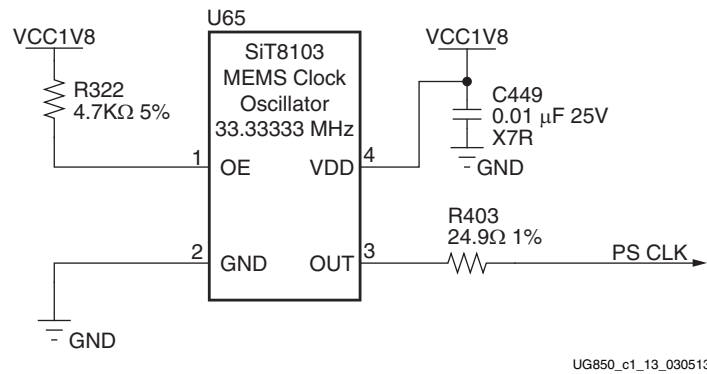 U65
VCC1V8
VCC1V8
SiT8103
MEMS Clock
Oscillator
33.33333 MHz
R322
4.7KΩ 5%
C449
0.01 μF 25V
X7R
GND
1
OE
VDD
4
R403
24.9Ω 1%
2
GND
OUT
3
PS CLK
GND
UG850_c1_13_030513